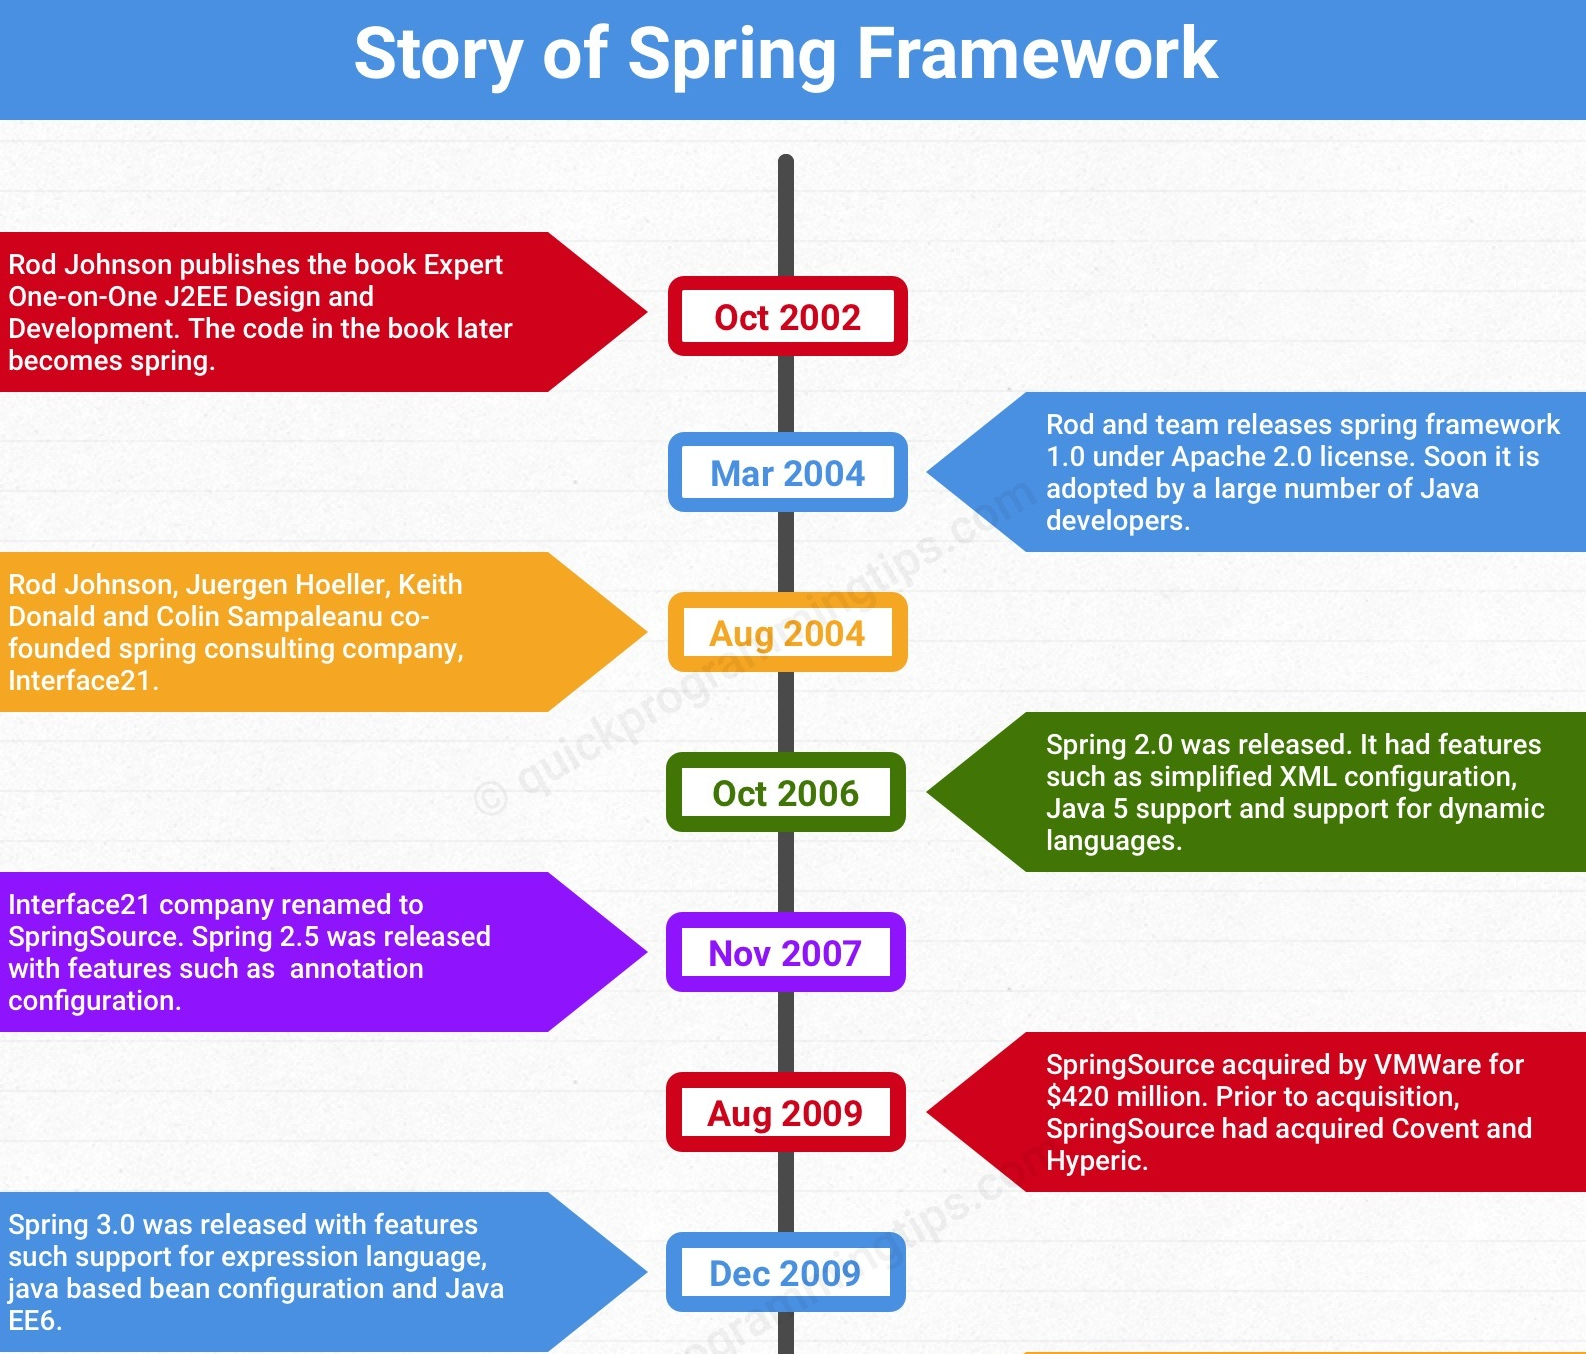 Story of Spring Framework
Rod Johnson publishes the book Expert
One-on-One J2EE Design and
Development. The code in the book later
becomes spring.
Oct 2002
Mar 2004
Rod and team releases spring framework
1.0 under Apache 2.0 license. Soon it is
adopted by a large number of Java
developers.
Rod Johnson, Juergen Hoeller, Keith
Donald and Colin Sampaleanu co-
founded spring consulting company,
Interface21.
Aug 2004
© quickprogrammingtips.com
Oct 2006
Spring 2.0 was released. It had features
such as simplified XML configuration,
Java 5 support and support for dynamic
languages.
Interface21 company renamed to
SpringSource. Spring 2.5 was released
with features such as  annotation
configuration.
Nov 2007
Aug 2009
SpringSource acquired by VMWare for
$420 million. Prior to acquisition,
SpringSource had acquired Covent and
Hyperic.
Spring 3.0 was released with features
such support for expression language,
java based bean configuration and Java
EE6.
Dec 2009